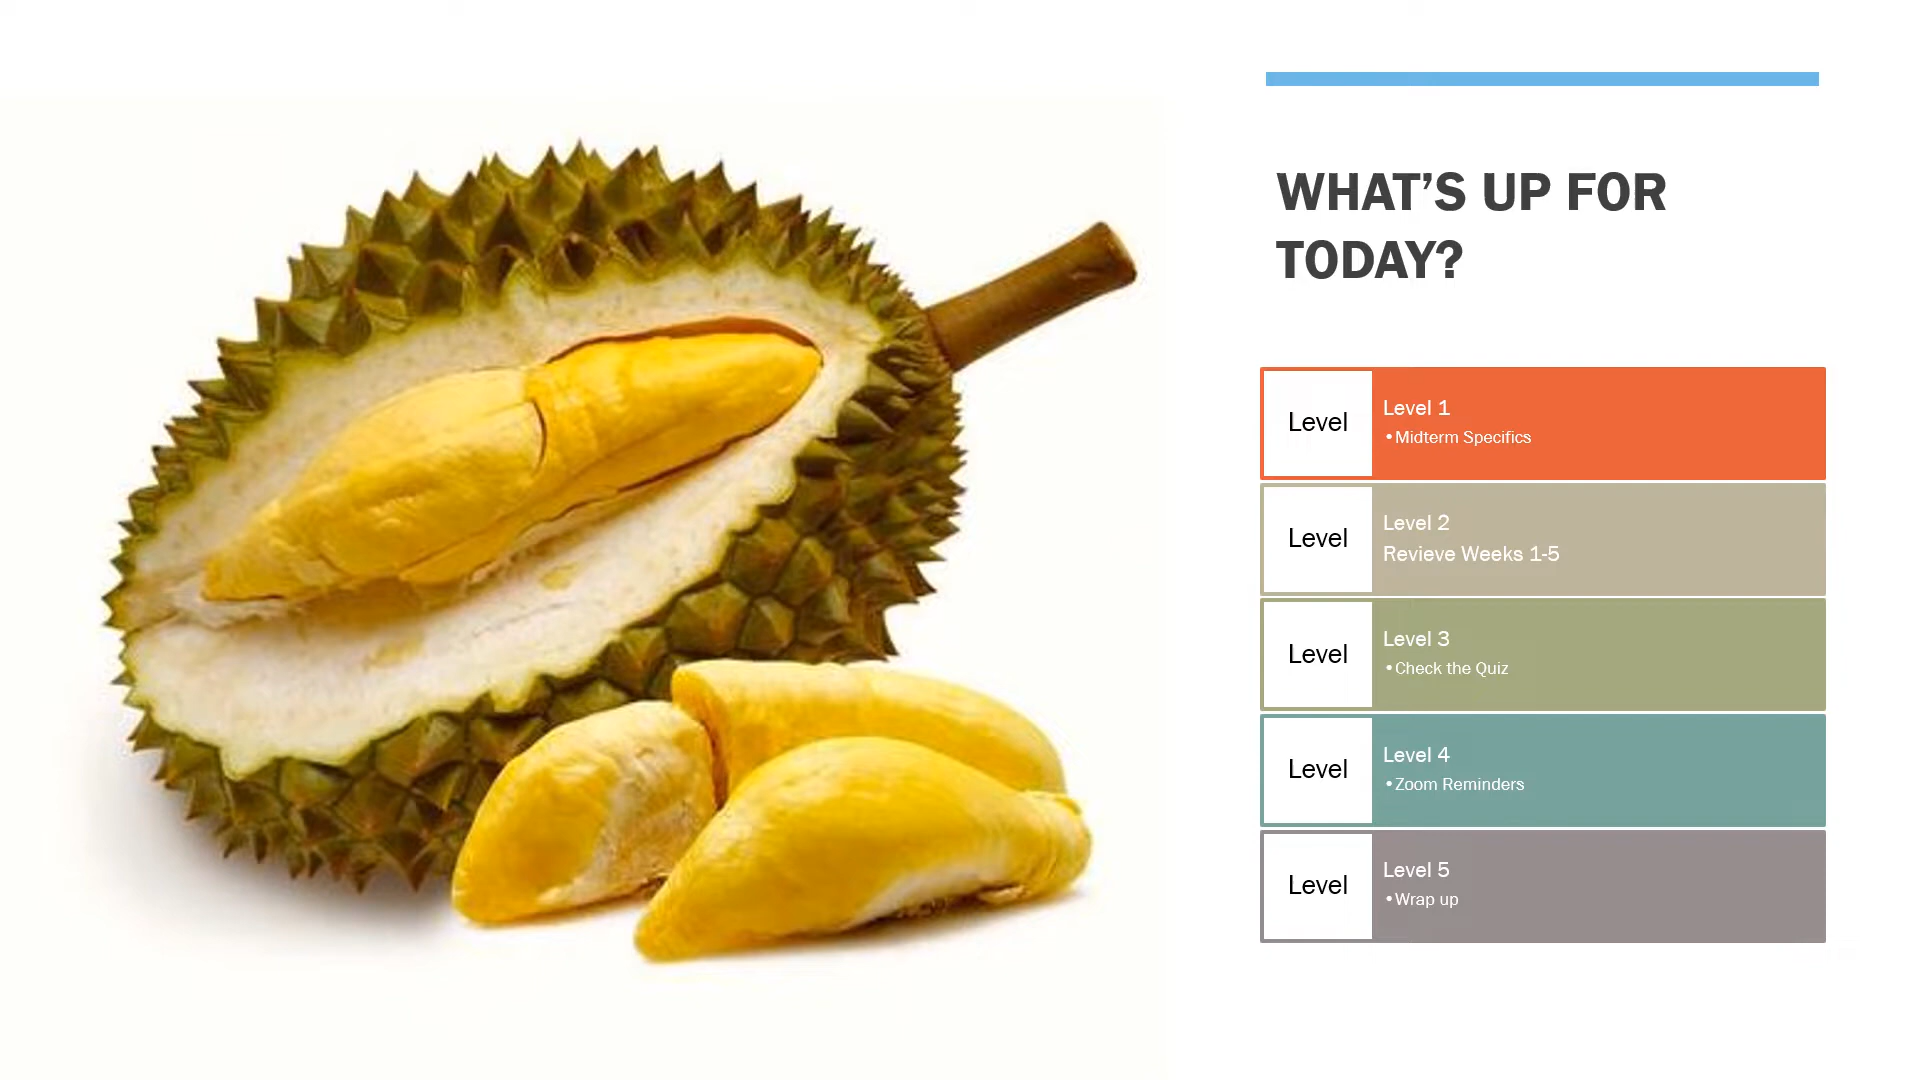 WHAT’S UP FOR
TODAY?
Level
Level 1
•Midterm Specifics
Level
Level 2
Revieve Weeks 1-5
Level
Level 3
•Check the Quiz
Level
Level 4
•Zoom Reminders
Level
Level 5
•Wrap up